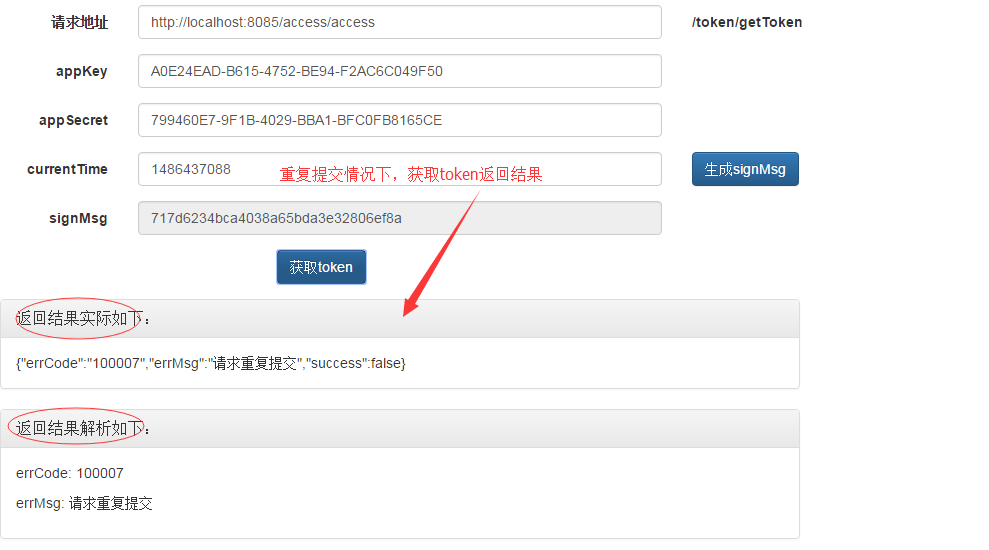 请求地址 http://localhost:8085/access/access /token/getToken
appKey A0E24EAD-B615-4752-BE94-F2AC6C049F50
appSecret 799460E7-9F1B-4029-BBA1-BFC0FB8165CE
currentTime 1486437088 重复提交情况下，获取token返回结果 生成signMsg
signMsg 717d6234bca4038a65bda3e32806ef8a
获取token
返回结果实际如下：
{"errCode":"100007","errMsg":"请求重复提交","success":false}
返回结果解析如下：
errCode: 100007
errMsg: 请求重复提交